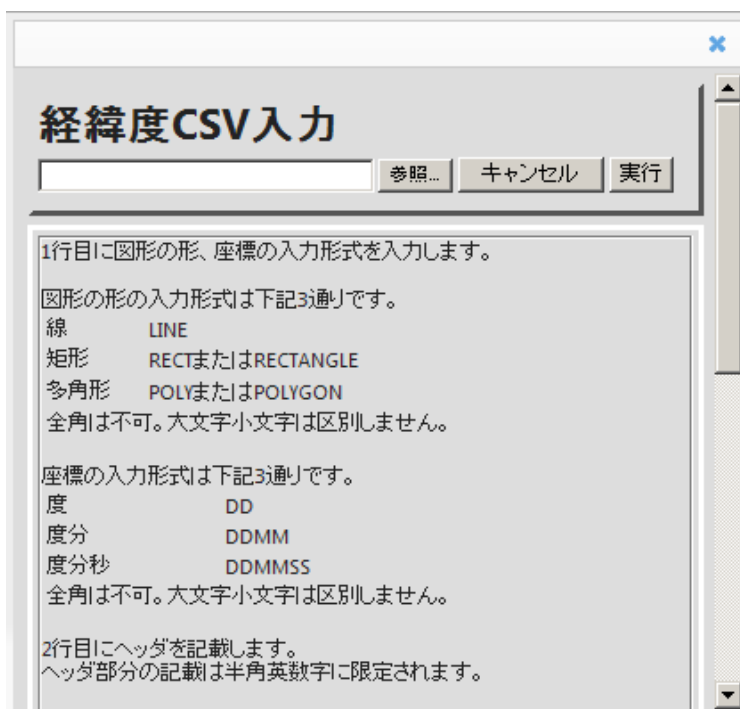 経緯度CSV入力
参照... キャンセル 実行
1行目に図形の形、座標の入力形式を入力します。
図形の形の入力形式は下記3通りです。
線 LINE
矩形 RECTまたはRECTANGLE
多角形 POLYまたはPOLYGON
全角は不可。大文字小文字は区別しません。
座標の入力形式は下記3通りです。
度 DD
度分 DDMM
度分秒 DDMMSS
全角は不可。大文字小文字は区別しません。
2行目にヘッダを記載します。
ヘッダ部分の記載は半角英数字に限定されます。